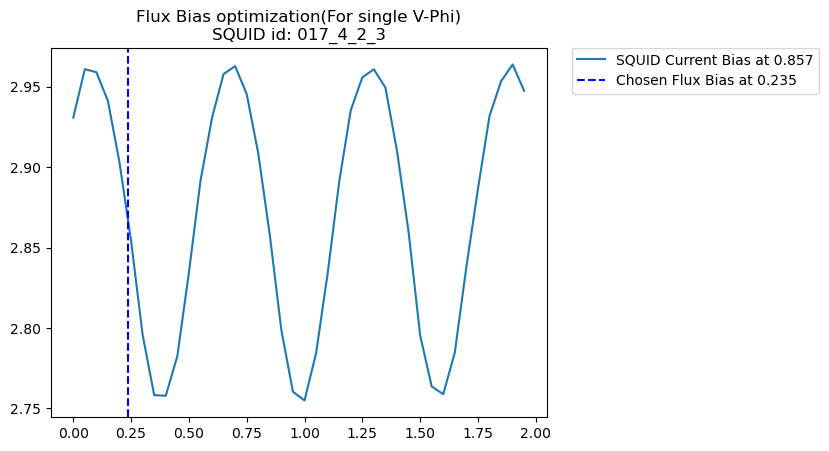 Flux Bias optimization(For single V-Phi)
SQUID id: 017_4_2_3
SQUID Current Bias at 0.857
Chosen Flux Bias at 0.235
2.95
2.90
2.85
2.80
2.75
0.00 0.25 0.50 0.75 1.00 1.25 1.50 1.75 2.00